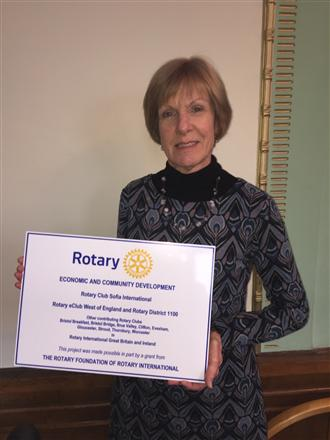 Rotary
ECONOMIC AND COMMUNITY DEVELOPMENT
Rotary Club Sofia International
Rotary eClub West of England and Rotary District 1100
Other contributing Rotary Clubs
Bristol Breakfast, Bristol Bridge, Brue Valley, Clifton, Evesham,
Gloucester, Stroud, Thornbury, Worcester
in
Rotary International Great Britain and Ireland
This project was made possible in part by a grant from
THE ROTARY FOUNDATION OF ROTARY INTERNATIONAL